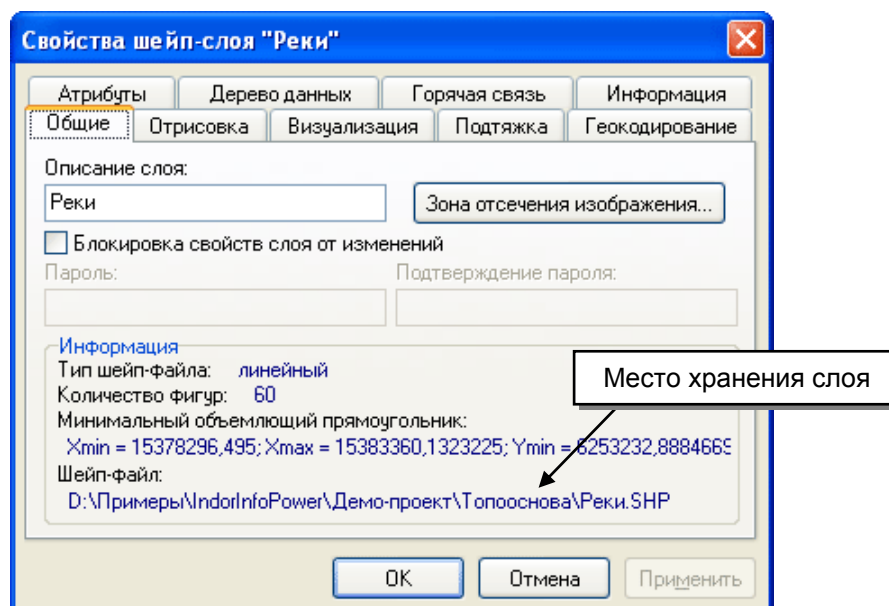 Свойства шейп-слоя "Реки"
Атрибуты Дерево данных Горячая связь Информация
Общие Отрисовка Визуализация Подтяжка Геокодирование
Описание слоя:
Реки Зона отсечения изображения...
Блокировка свойств слоя от изменений
Пароль: Подтверждение пароля:
Информация
Тип шейп-файла: линейный
Место хранения слоя
Количество фигур: 60
Минимальный объемлющий прямоугольник:
Xmin = 15378296,495; Xmax = 15383360,1323225; Ymin = 6253232,8884669
Шейп-файл:
D:\Примеры\IndorInfoPower\Демо-проект\Топооснова\Реки.SHP
OK Отмена Применить